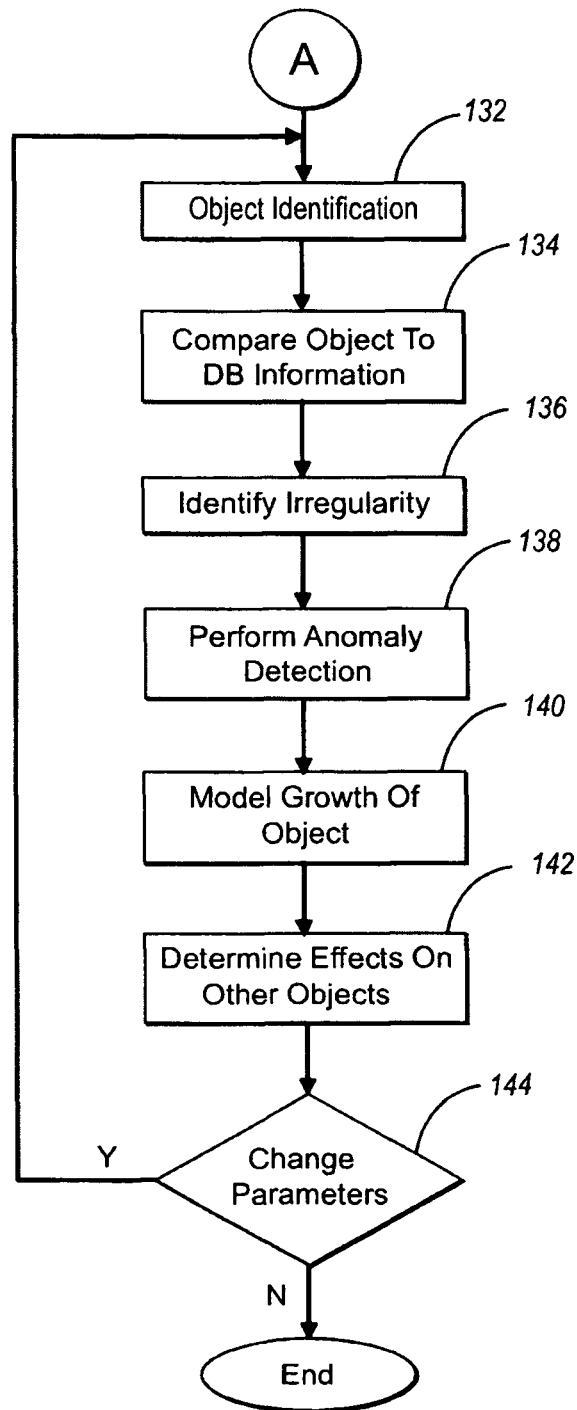 A
132
Object Identification
134
Compare Object To
DB Information
136
Identify Irregularity
138
Perform Anomaly
Detection
140
Model Growth Of
Object
142
Determine Effects On
Other Objects
144
Y
Change
Parameters
N
End